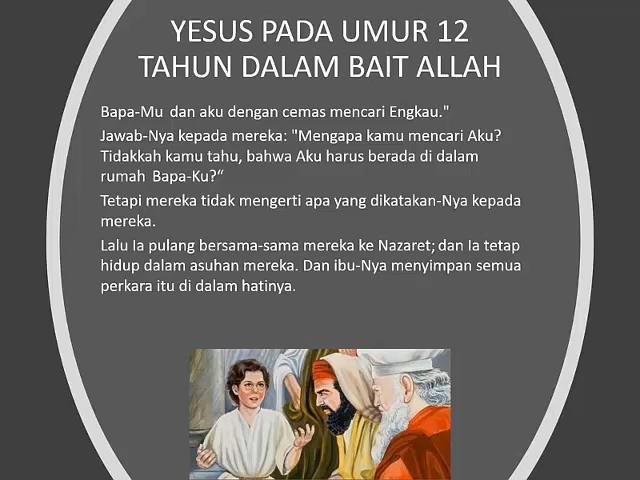 YESUS PADA UMUR 12
TAHUN DALAM BAIT ALLAH
Bapa-Mu dan aku dengan cemas mencari Engkau."
Jawab-Nya kepada mereka: "Mengapa kamu mencari Aku?
Tidakkah kamu tahu, bahwa Aku harus berada di dalam
rumah Bapa-Ku?“
Tetapi mereka tidak mengerti apa yang dikatakan-Nya kepada
mereka.
Lalu Ia pulang bersama-sama mereka ke Nazaret; dan Ia tetap
hidup dalam asuhan mereka. Dan ibu-Nya menyimpan semua
perkara itu di dalam hatinya.